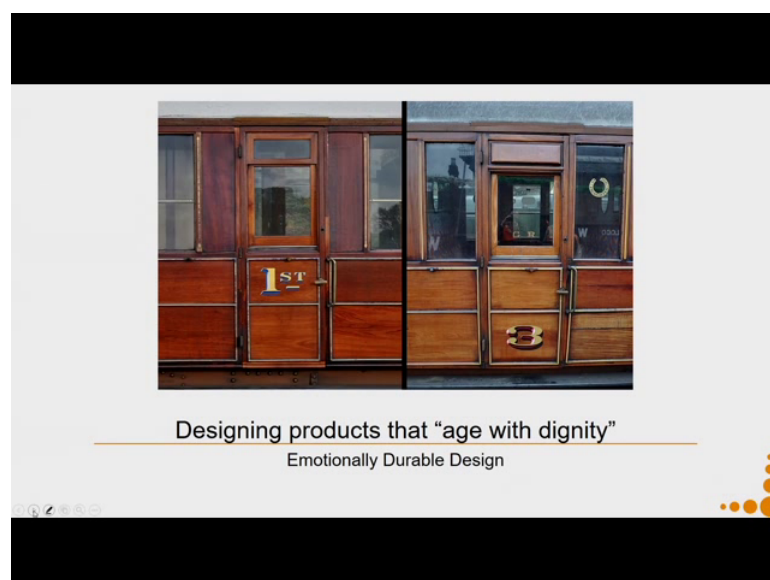 1ST
3
Designing products that “age with dignity”
Emotionally Durable Design